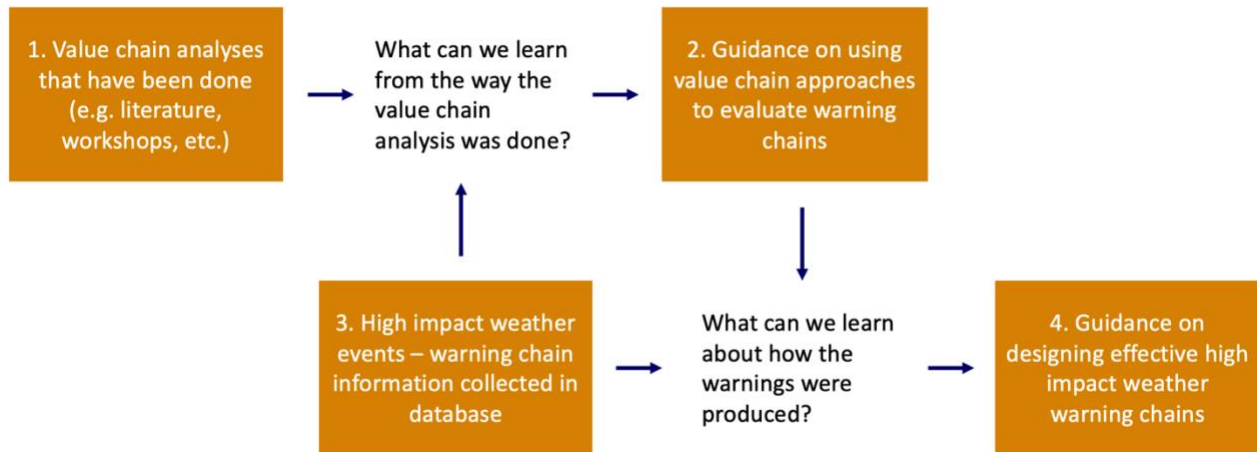 1. Value chain analyses
that have been done
(e.g. literature,
workshops, etc.)
What can we learn
from the way the
value chain
analysis was done?
2. Guidance on using
value chain approaches
to evaluate warning
chains
3. High impact weather
events – warning chain
information collected in
database
What can we learn
about how the
warnings were
produced?
4. Guidance on
designing effective high
impact weather
warning chains